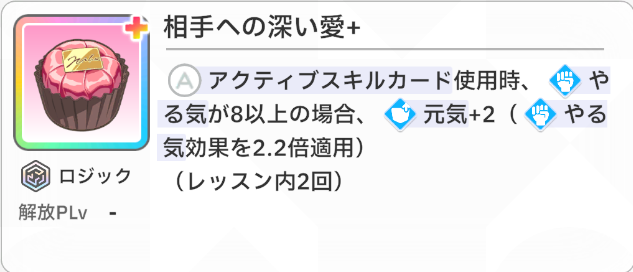 相手への深い愛+
A アクティブスキルカード使用時、 や
る気が8以上の場合、 元気+2（ やる
気効果を2.2倍適用）
（レッスン内2回）
ロジック
解放PLv -